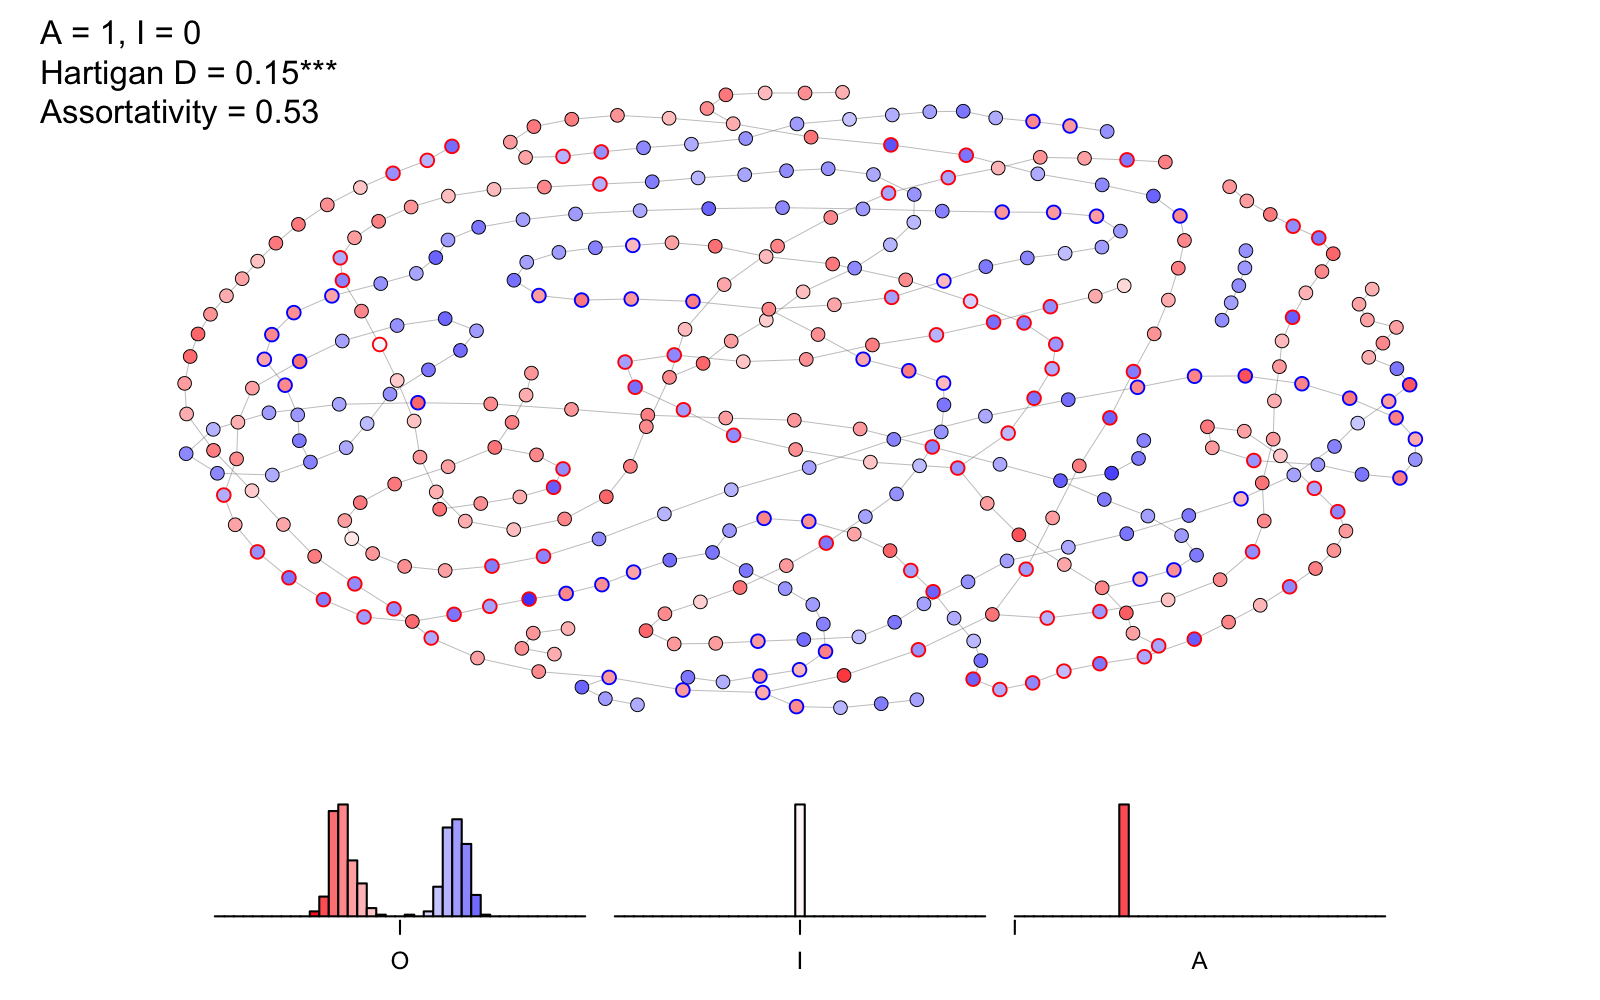 A = 1, I = 0
Hartigan D = 0.15***
Assortativity = 0.53
O
I
A